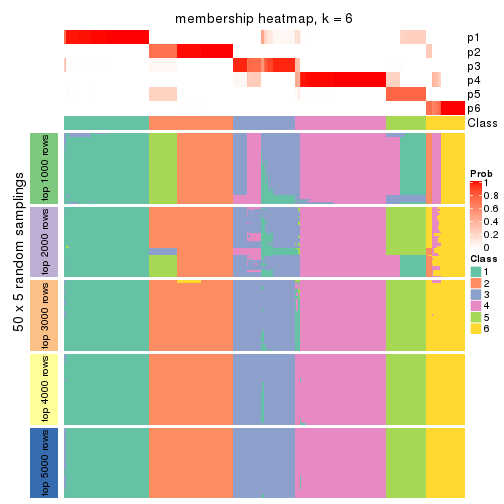 membership heatmap, k = 6
p1
p2
p3
p4
p5
p6
Class
50 x 5 random samplings
top 1000 rows
top 2000 rows
top 3000 rows
top 4000 rows
top 5000 rows
Prob
1
0.8
0.6
0.4
0.2
0
Class
1
2
3
4
5
6